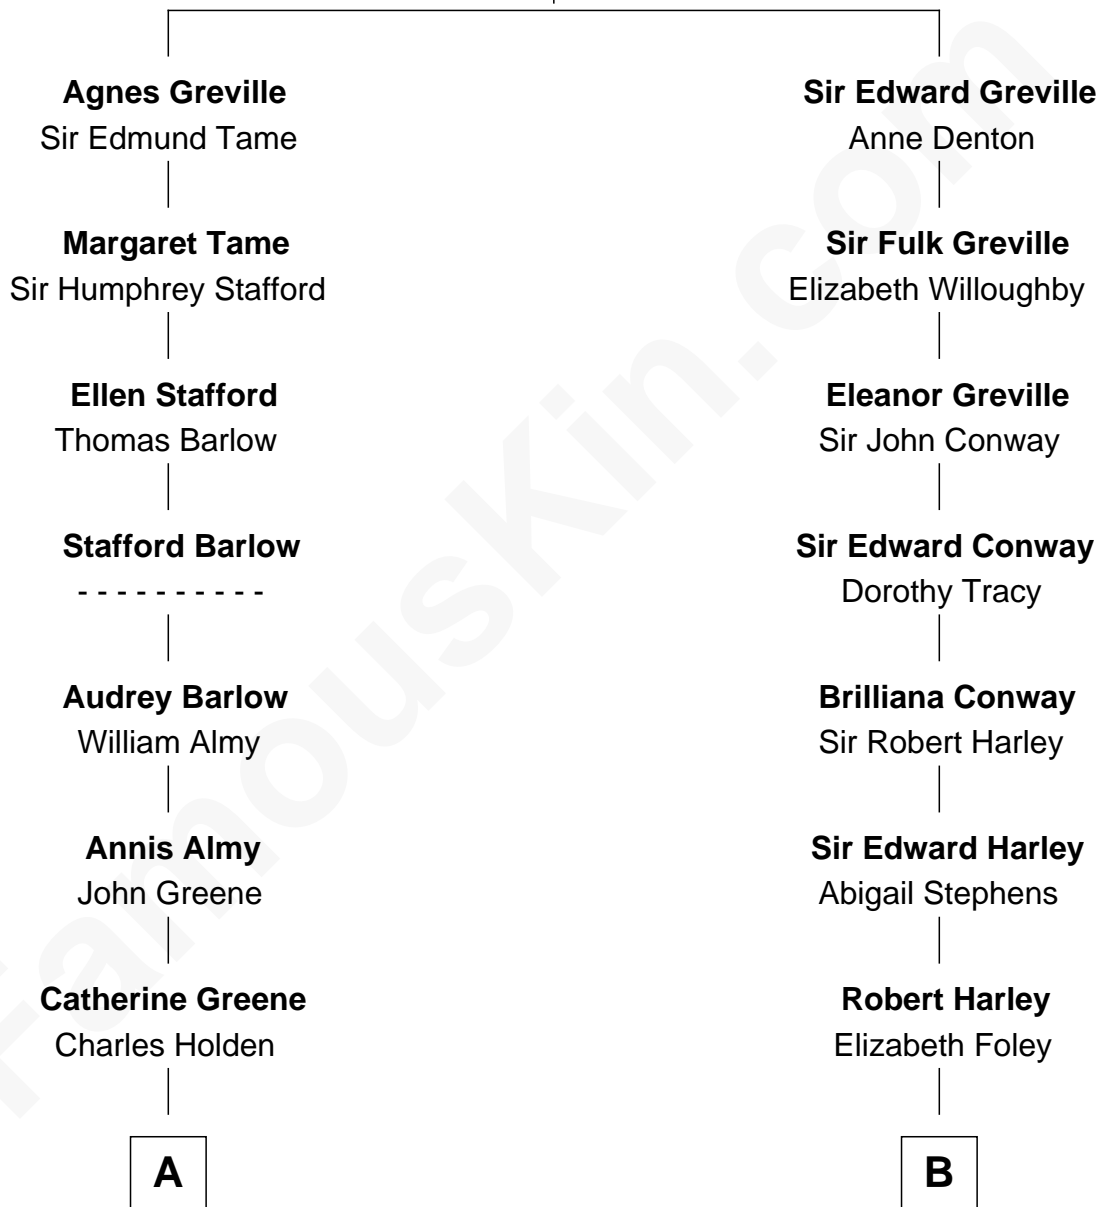 Agnes Greville
Sir Edmund Tame
Margaret Tame
Sir Humphrey Stafford
Ellen Stafford
Thomas Barlow
Stafford Barlow
- - - - - - - - - -
Audrey Barlow
William Almy
Annis Almy
John Greene
Catherine Greene
Charles Holden
A
Sir Edward Greville
Anne Denton
Sir Fulk Greville
Elizabeth Willoughby
Eleanor Greville
Sir John Conway
Sir Edward Conway
Dorothy Tracy
Brilliana Conway
Sir Robert Harley
Sir Edward Harley
Abigail Stephens
Robert Harley
Elizabeth Foley
B
FamousKin.com